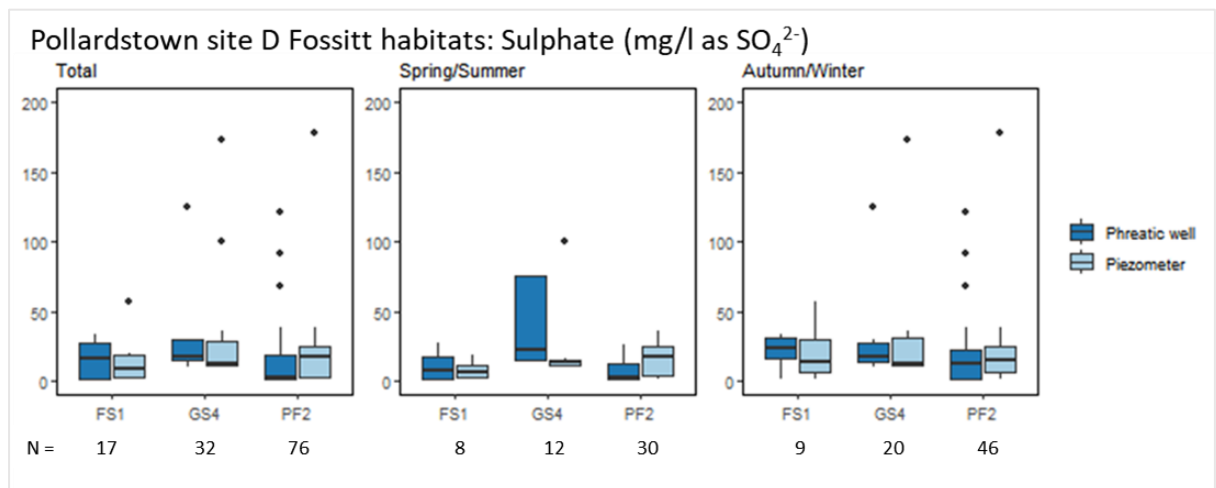 Pollardstown site D Fossitt habitats: Sulphate (mg/l as SO₄²⁻)
Total Spring/Summer Autumn/Winter
200 200 200
150 150 150
100 100 100
50 50 50
0 0 0
Phreatic well
Piezometer
FS1 GS4 PF2 FS1 GS4 PF2 FS1 GS4 PF2
N = 17 32 76 8 12 30 9 20 46